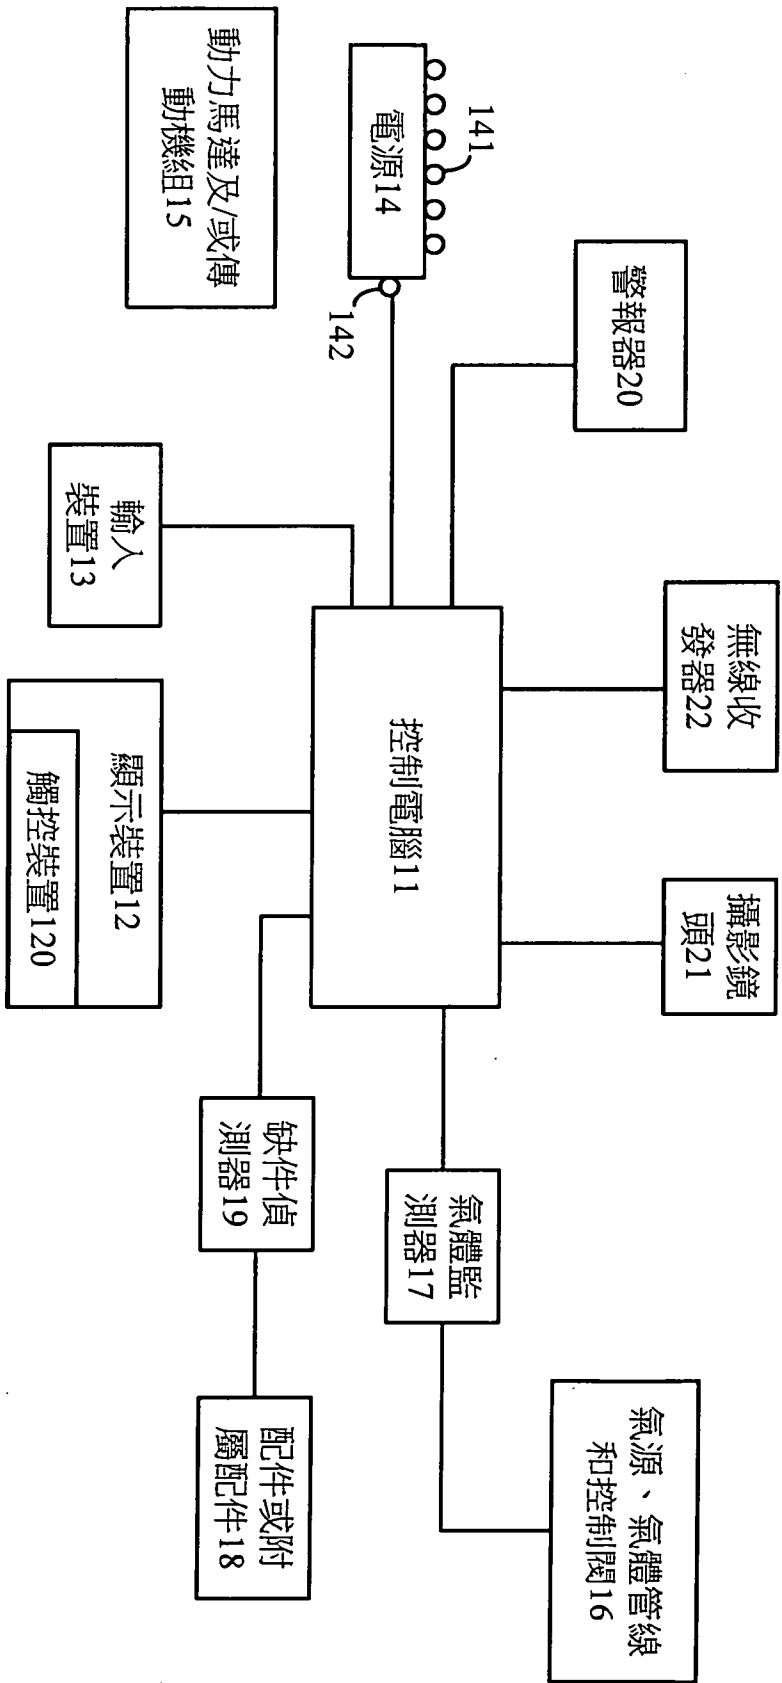 無線收
發器22
攝影鏡
頭21
警報器20
氣源、氣體管線
和控制閥16
141
電源14
142
控制電腦11
氣體監
測器17
動力馬達及/或傳
動機組15
缺件偵
測器19
配件或附
屬配件18
輸入
裝置13
顯示裝置12
觸控裝置120